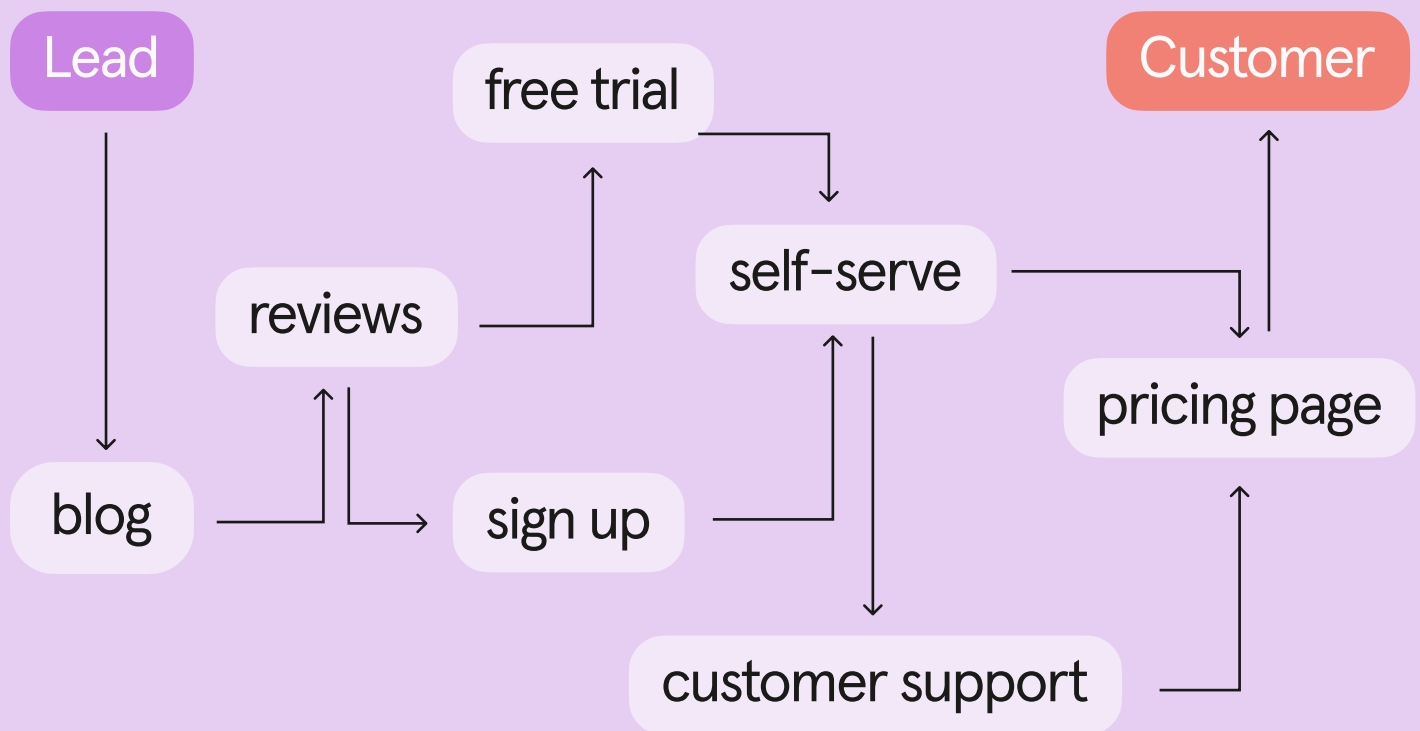 Lead
Customer
free trial
self-serve
reviews
pricing page
blog
sign up
customer support